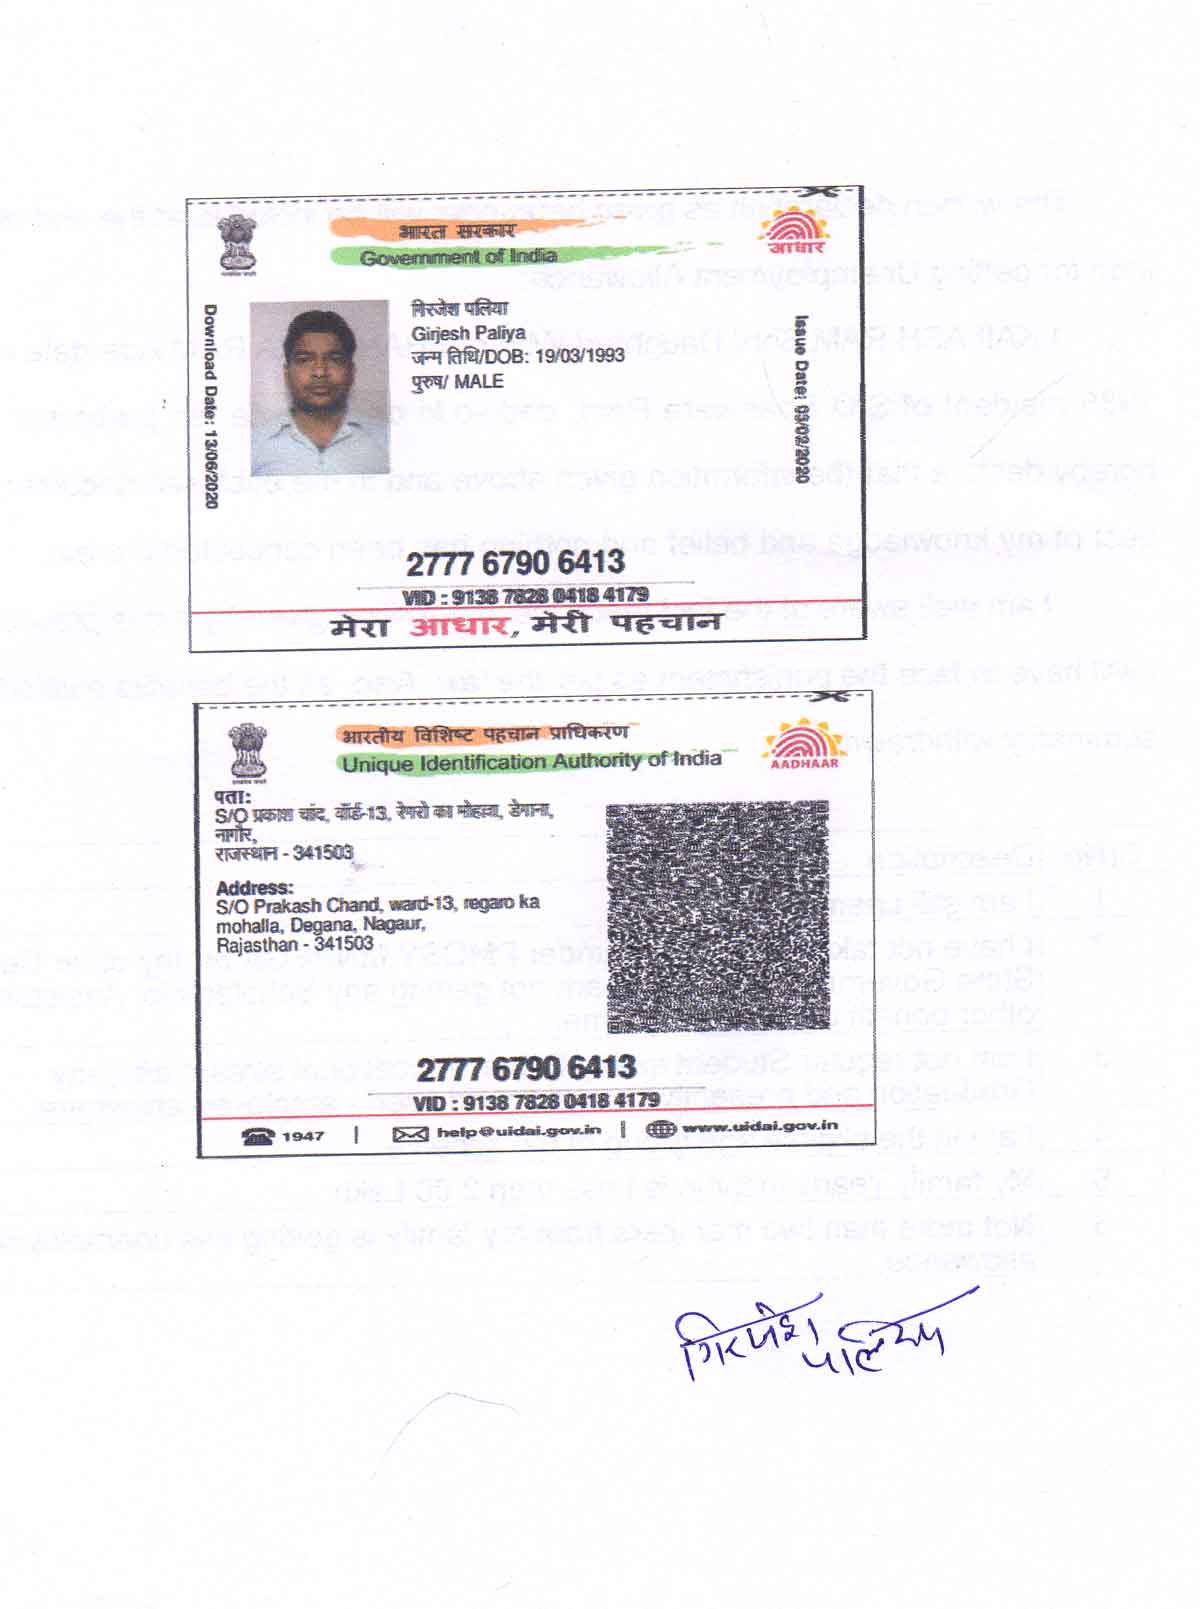 भारत सरकार
Government of India
आधार
Download Date: 13/06/2020
गिरजेश पलिया
Girjesh Paliya
जन्म तिथि/DOB: 19/03/1993
पुरुष/ MALE
Issue Date: 03/02/2020
2777 6790 6413
VID : 9138 7828 0418 4179
मेरा आधार, मेरी पहचान
भारतीय विशिष्ट पहचान प्राधिकरण
Unique Identification Authority of India
AADHAAR
पता:
S/O प्रकाश चांद, वॉर्ड-13, रेगरो का मोहल्ला, डेगाना,
नागौर,
राजस्थान - 341503
Address:
S/O Prakash Chand, ward-13, regaro ka
mohalla, Degana, Nagaur,
Rajasthan - 341503
2777 6790 6413
VID : 9138 7828 0418 4179
1947 | help@uidai.gov.in | www.uidai.gov.in
गिरजेश
पलिया